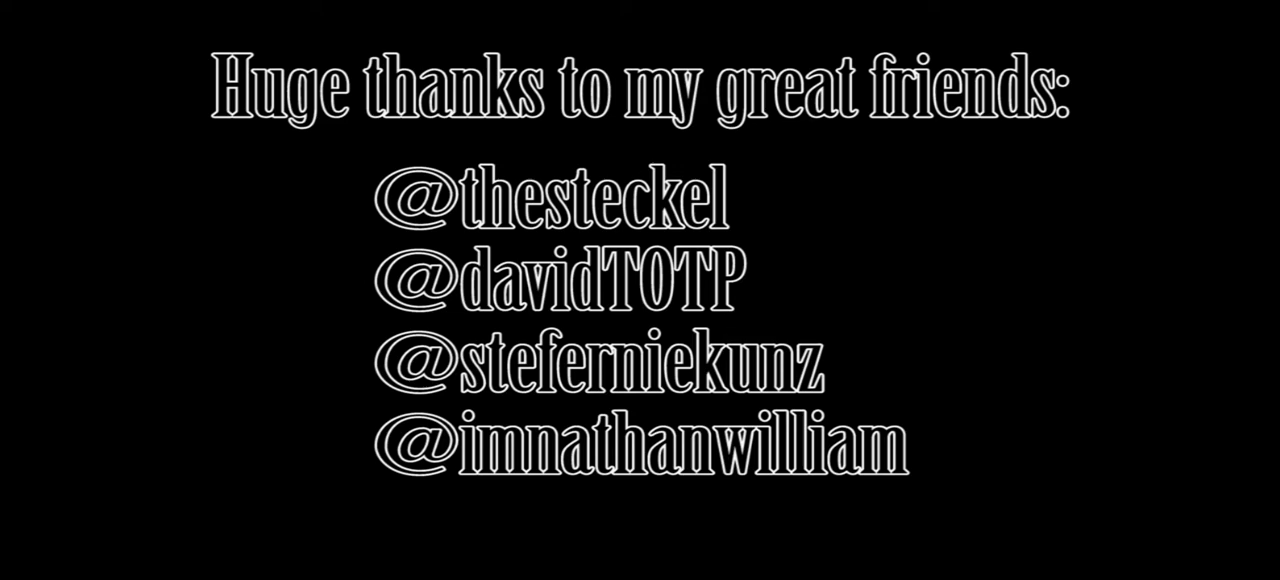 Huge thanks to my great friends:
@thesteckel
@davidTOTP
@steferniekunz
@imnathanwilliam